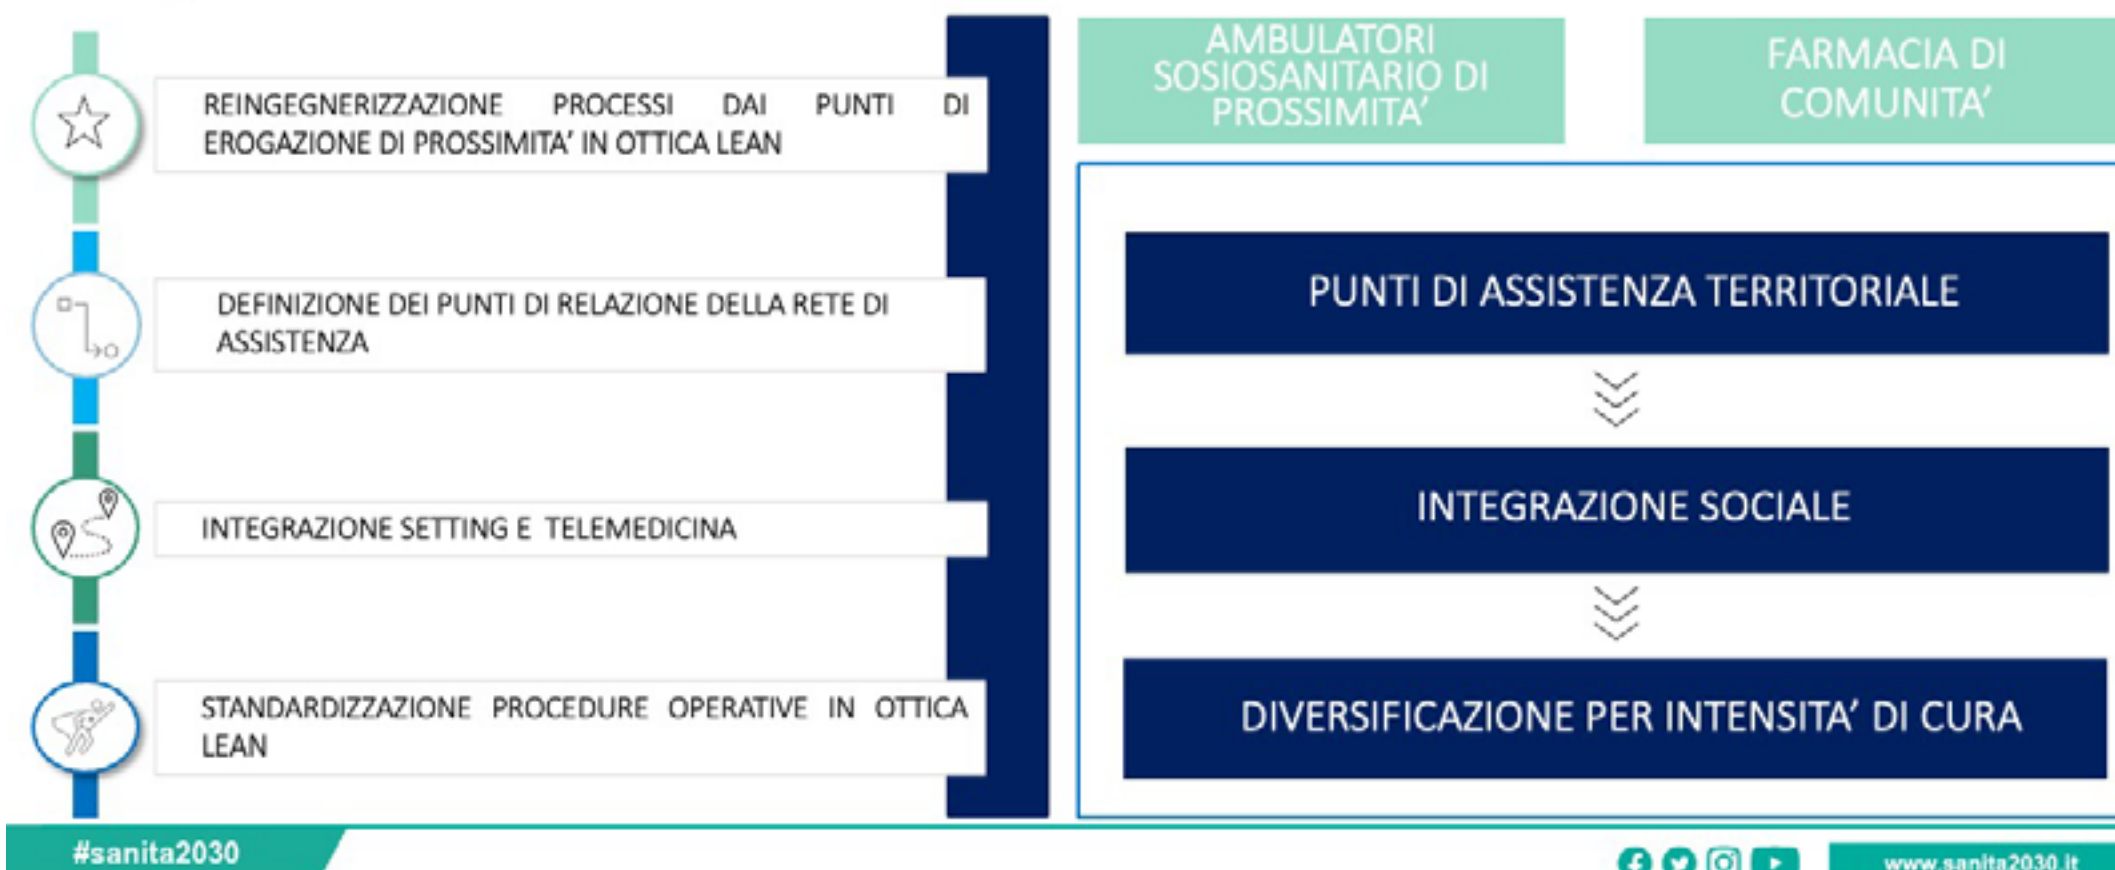 REINGEGNERIZZAZIONE PROCESSI DAI PUNTI DI
EROGAZIONE DI PROSSIMITA' IN OTTICA LEAN
DEFINIZIONE DEI PUNTI DI RELAZIONE DELLA RETE DI
ASSISTENZA
INTEGRAZIONE SETTING E TELEMEDICINA
STANDARDIZZAZIONE PROCEDURE OPERATIVE IN OTTICA
LEAN
AMBULATORI
SOSIOSANITARIO DI
PROSSIMITA'
FARMACIA DI
COMUNITA'
PUNTI DI ASSISTENZA TERRITORIALE
INTEGRAZIONE SOCIALE
DIVERSIFICAZIONE PER INTENSITA' DI CURA
#sanita2030
www.sanita2030.it